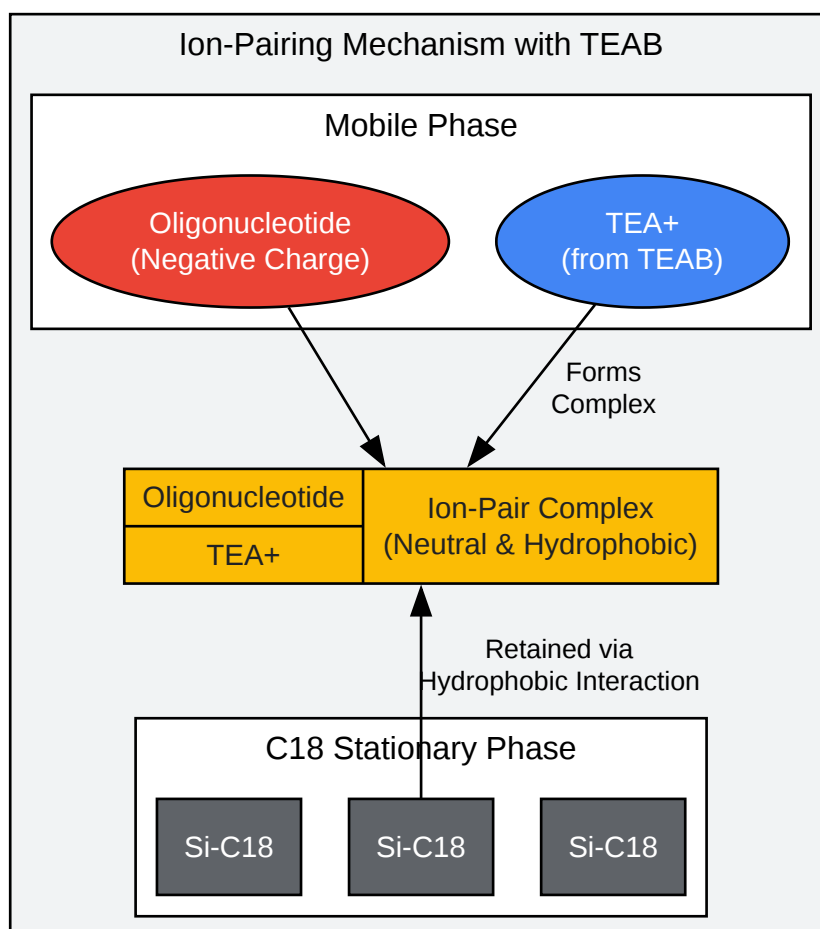 Ion-Pairing Mechanism with TEAB
Mobile Phase
Oligonucleotide
(Negative Charge)
TEA+
(from TEAB)
Forms
Complex
Oligonucleotide
TEA+
Ion-Pair Complex
(Neutral & Hydrophobic)
Retained via
Hydrophobic Interaction
C18 Stationary Phase
Si-C18
Si-C18
Si-C18